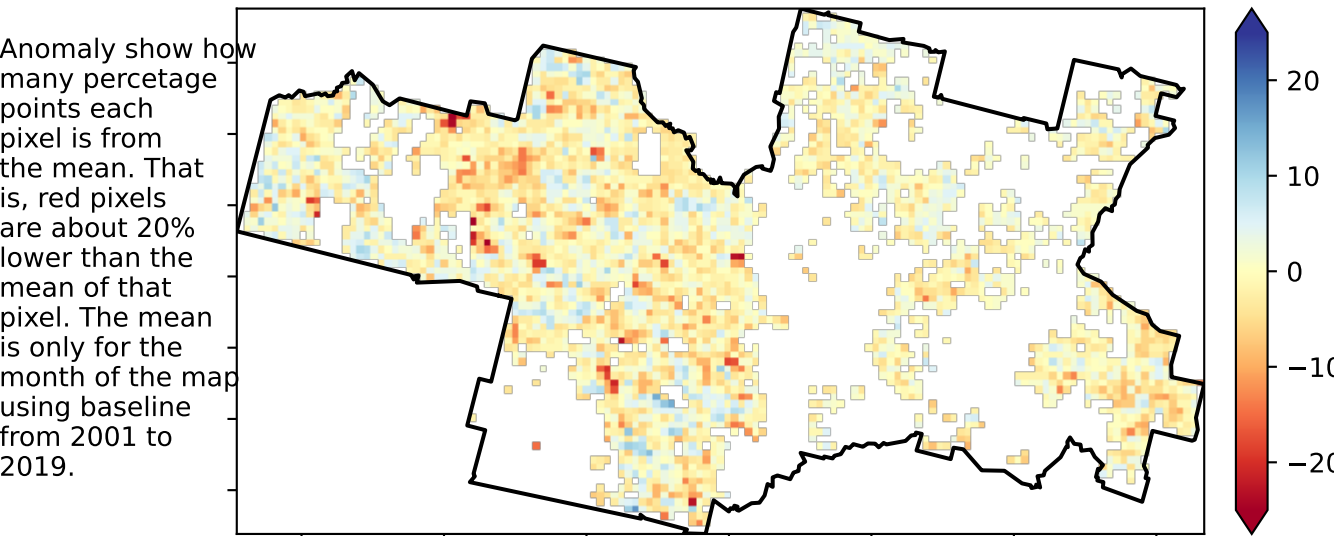 Anomaly show how
many percetage
points each
pixel is from
the mean. That
is, red pixels
are about 20%
lower than the
mean of that
pixel. The mean
is only for the
month of the map
using baseline
from 2001 to
2019.
20
10
0
−10
−20